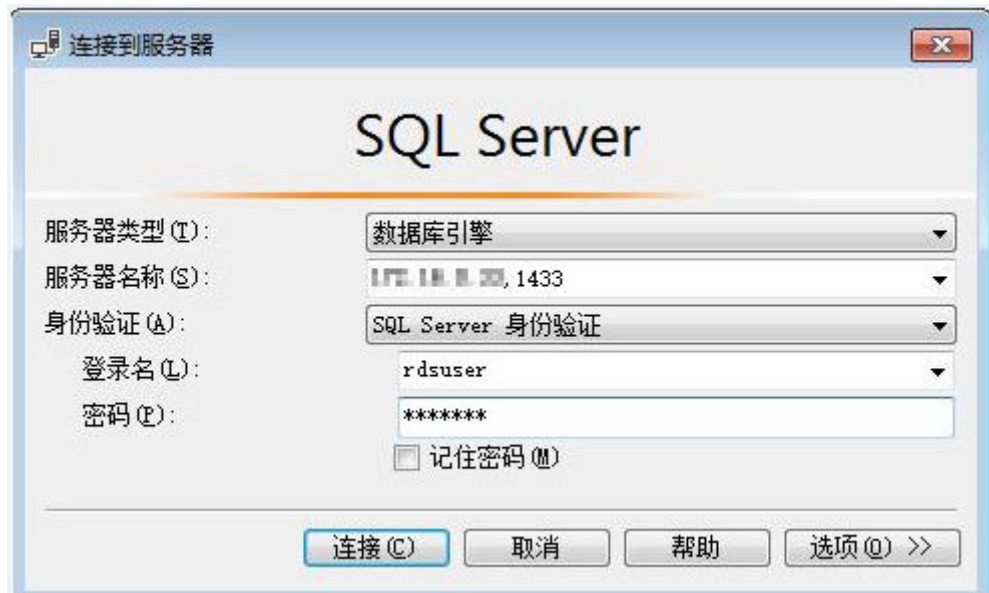 连接到服务器
SQL Server
服务器类型(T): 数据库引擎
服务器名称(S): , 1433
身份验证(A): SQL Server 身份验证
登录名(L): rdsuser
密码(P): *******
记住密码(M)
连接(C) 取消 帮助 选项(O) >>